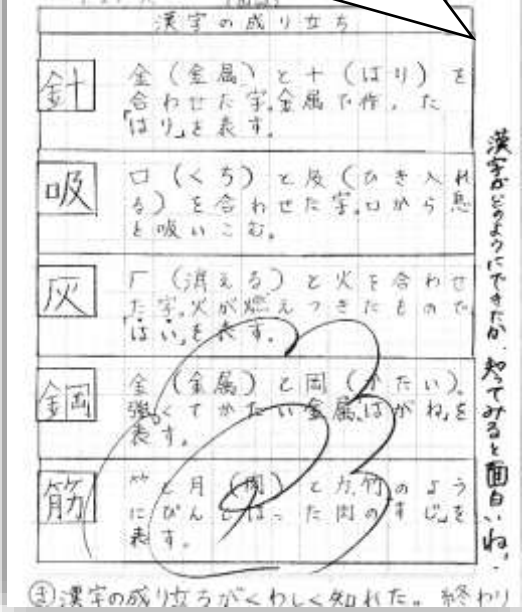 漢字の成り立ち
針
金(金属)と十(はり)を
合わせた字。金属で作った
「はり」を表す。
吸
口(くち)と及(ひき入れ
る)を合わせた字。口から息
を吸いこむ。
灰
厂(消える)と火を合わせ
た字。火が燃えつきたもので
「はい」を表す。
鋼
金(金属)と岡(かたい)。
強くてかたい金属、はがね」を
表す。
筋
⺮と月(肉)と力。竹のよう
にぴんとはった肉のすじ」を
表す。
漢字がどのようにできたか、知ってみると面白いね。
㋖漢字の成り立ちがくわしく知れた。終わり